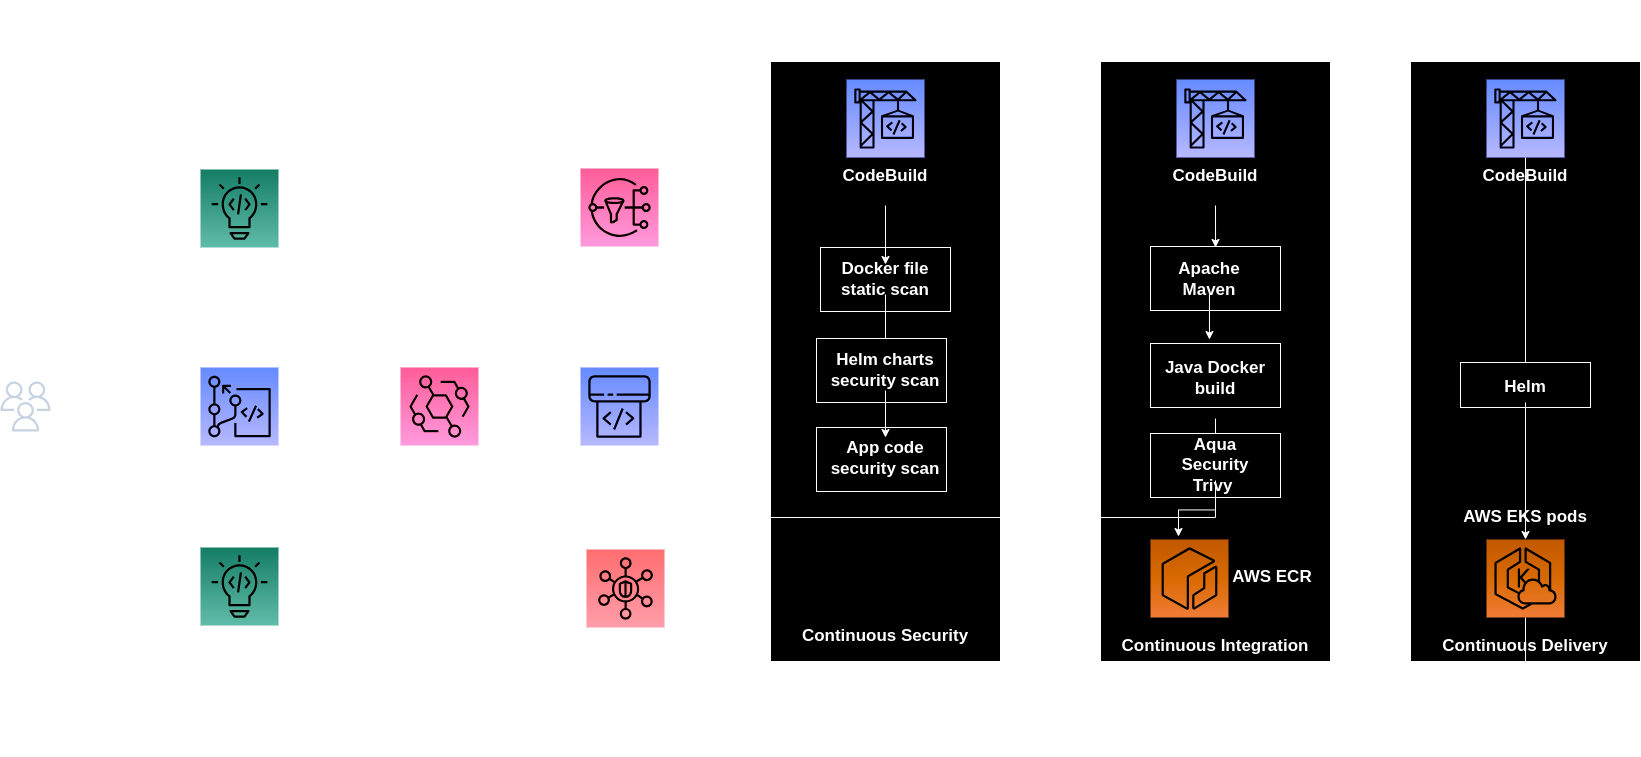 CodeBuild
Docker file
static scan
Helm charts
security scan
App code
security scan
Continuous Security
CodeBuild
Apache
Maven
Java Docker
build
Aqua
Security
Trivy
AWS ECR
Continuous Integration
CodeBuild
Helm
AWS EKS pods
Continuous Delivery